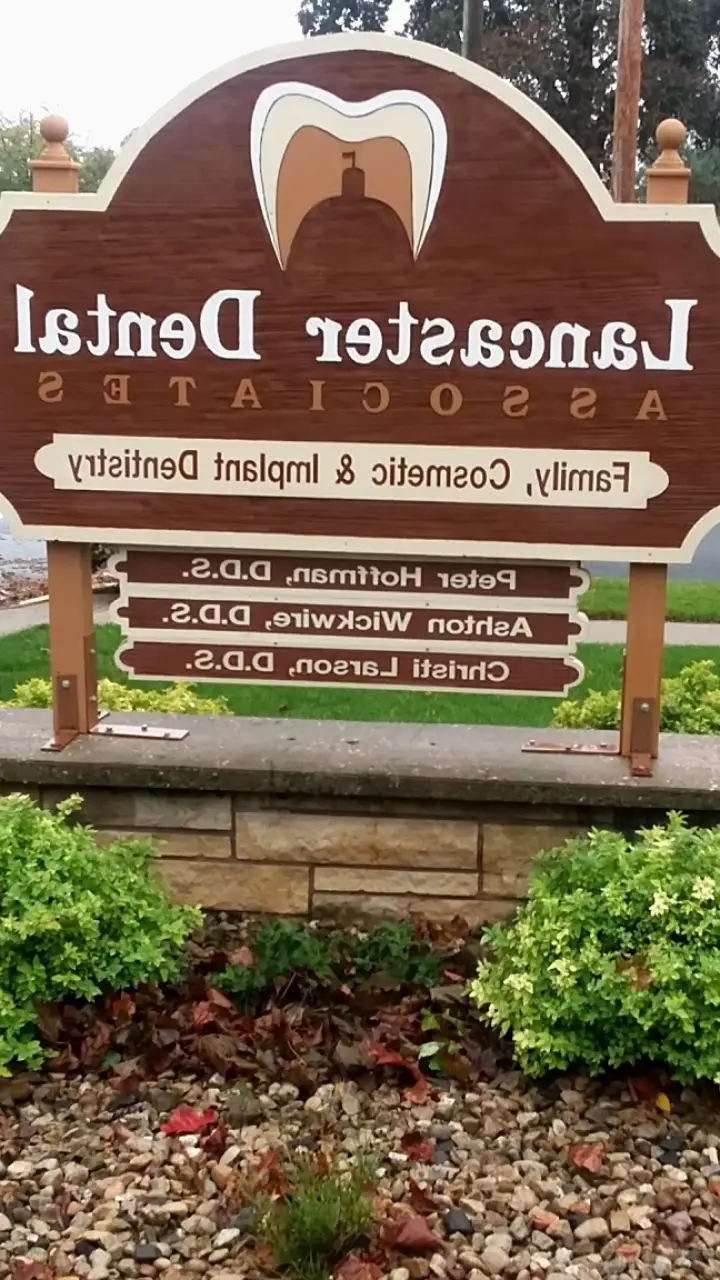 Lancaster Dental
ASSOCIATES
Family, Cosmetic & Implant Dentistry
Peter Hoffman, D.D.S.
Ashton Wickwire, D.D.S.
Christi Larson, D.D.S.